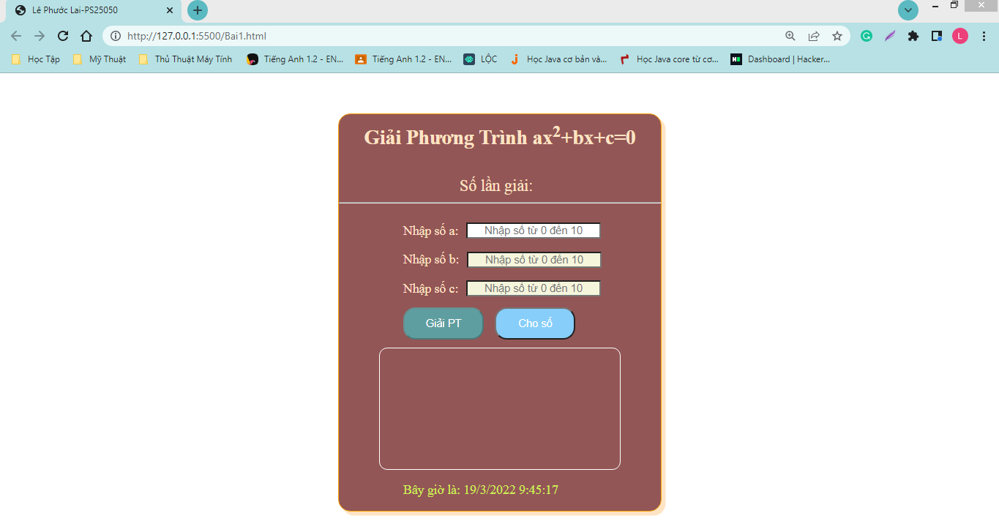 Lê Phước Lai-PS25050
http://127.0.0.1:5500/Bai1.html
L
Học Tập Mỹ Thuật Thủ Thuật Máy Tính Tiếng Anh 1.2 - EN... Tiếng Anh 1.2 - EN... LỘC Học Java cơ bản và... Học Java core từ cơ... Dashboard | Hacker...
Giải Phương Trình ax²+bx+c=0
Số lần giải:
Nhập số a: Nhập số từ 0 đến 10
Nhập số b: Nhập số từ 0 đến 10
Nhập số c: Nhập số từ 0 đến 10
Giải PT Cho số
Bây giờ là: 19/3/2022 9:45:17